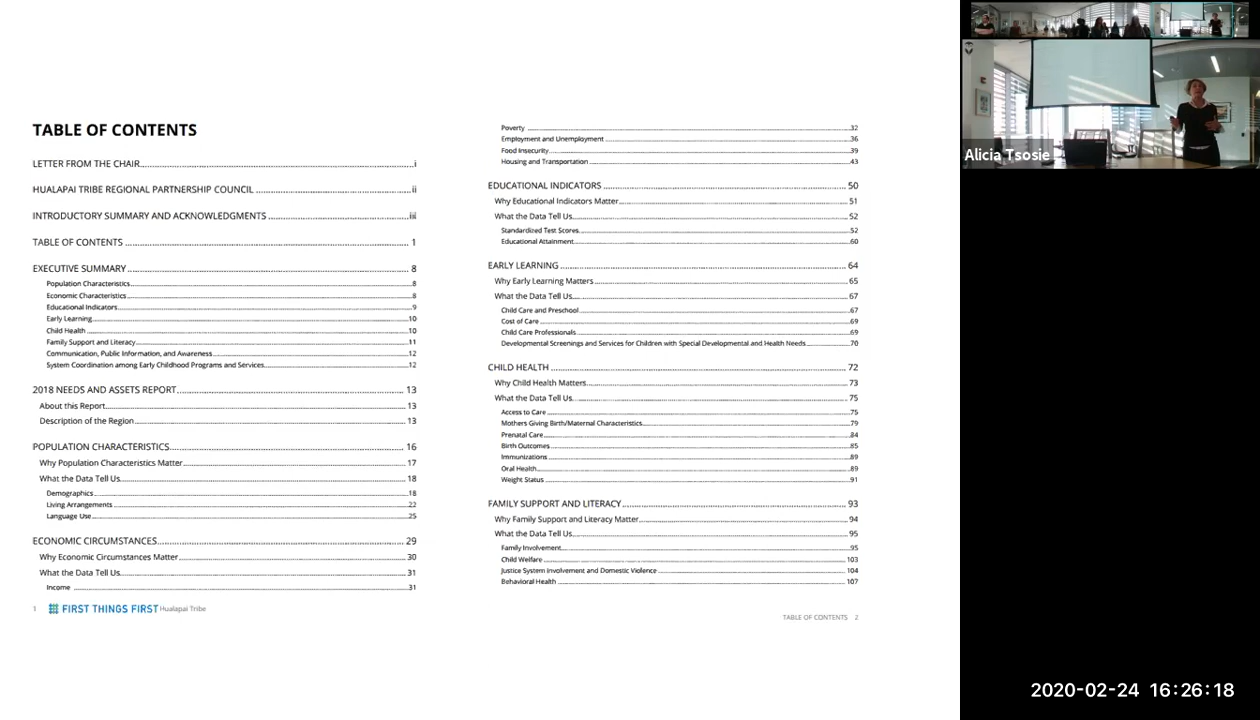 TABLE OF CONTENTS
LETTER FROM THE CHAIR i
HUALAPAI TRIBE REGIONAL PARTNERSHIP COUNCIL ii
INTRODUCTORY SUMMARY AND ACKNOWLEDGMENTS iii
TABLE OF CONTENTS 1
EXECUTIVE SUMMARY 8
Population Characteristics 8
Economic Characteristics 8
Educational Indicators 9
Early Learning 10
Child Health 10
Family Support and Literacy 11
Communication, Public Information, and Awareness 12
System Coordination among Early Childhood Programs and Services 12
2018 NEEDS AND ASSETS REPORT 13
About this Report 13
Description of the Region 13
POPULATION CHARACTERISTICS 16
Why Population Characteristics Matter 17
What the Data Tell Us 18
Demographics 18
Living Arrangements 22
Language Use 25
ECONOMIC CIRCUMSTANCES 29
Why Economic Circumstances Matter 30
What the Data Tell Us 31
Income 31
1 FIRST THINGS FIRST Hualapai Tribe
Poverty 32
Employment and Unemployment 36
Food Insecurity 39
Housing and Transportation 43
EDUCATIONAL INDICATORS 50
Why Educational Indicators Matter 51
What the Data Tell Us 52
Standardized Test Scores 52
Educational Attainment 60
EARLY LEARNING 64
Why Early Learning Matters 65
What the Data Tell Us 67
Child Care and Preschool 67
Cost of Care 69
Child Care Professionals 69
Developmental Screenings and Services for Children with Special Developmental and Health Needs 70
CHILD HEALTH 72
Why Child Health Matters 73
What the Data Tell Us 75
Access to Care 75
Mothers Giving Birth/Maternal Characteristics 79
Prenatal Care 84
Birth Outcomes 85
Immunizations 89
Oral Health 89
Weight Status 91
FAMILY SUPPORT AND LITERACY 93
Why Family Support and Literacy Matter 94
What the Data Tell Us 95
Family Involvement 95
Child Welfare 103
Justice System Involvement and Domestic Violence 104
Behavioral Health 107
TABLE OF CONTENTS 2
Alicia Tsosie
2020-02-24 16:26:18